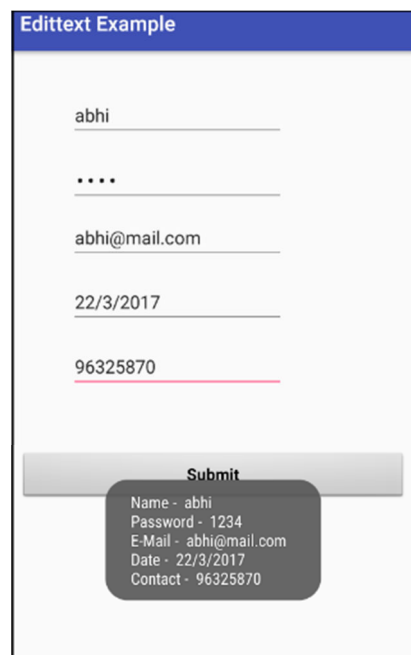 Edittext Example
abhi
••••
abhi@mail.com
22/3/2017
96325870
Submit
Name - abhi
Password - 1234
E-Mail - abhi@mail.com
Date - 22/3/2017
Contact - 96325870